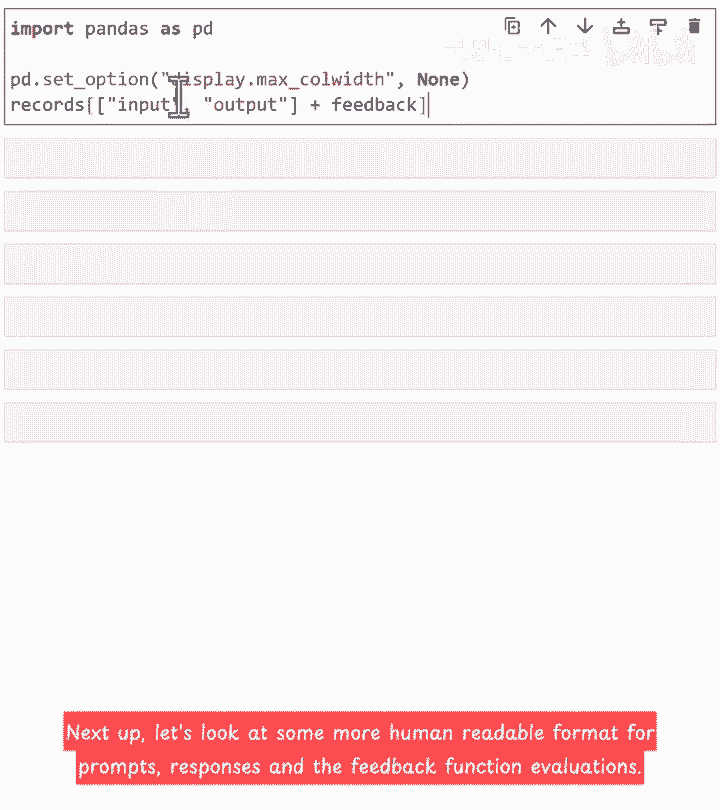 import pandas as pd
pd.set_option("display.max_colwidth", None)
records[["input", "output"] + feedback]
Next up, let's look at some more human readable format for
prompts, responses and the feedback function evaluations.